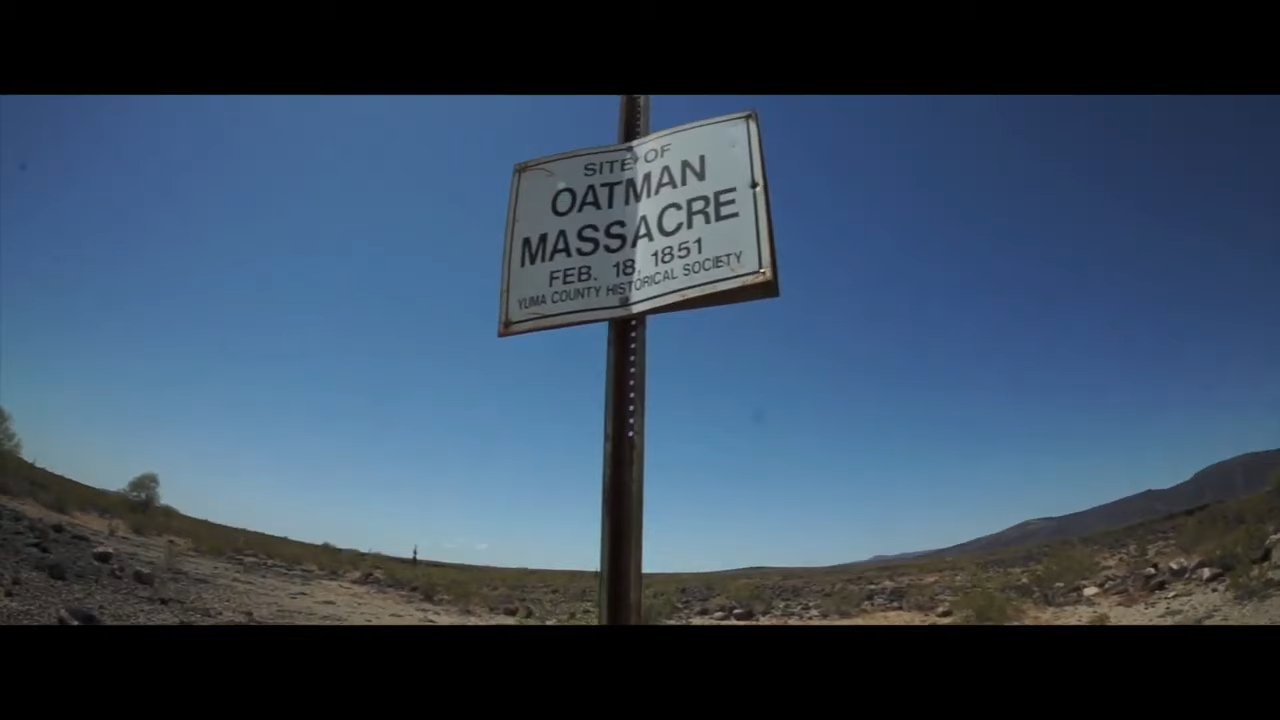 SITE OF
OATMAN
MASSACRE
FEB. 18, 1851
YUMA COUNTY HISTORICAL SOCIETY